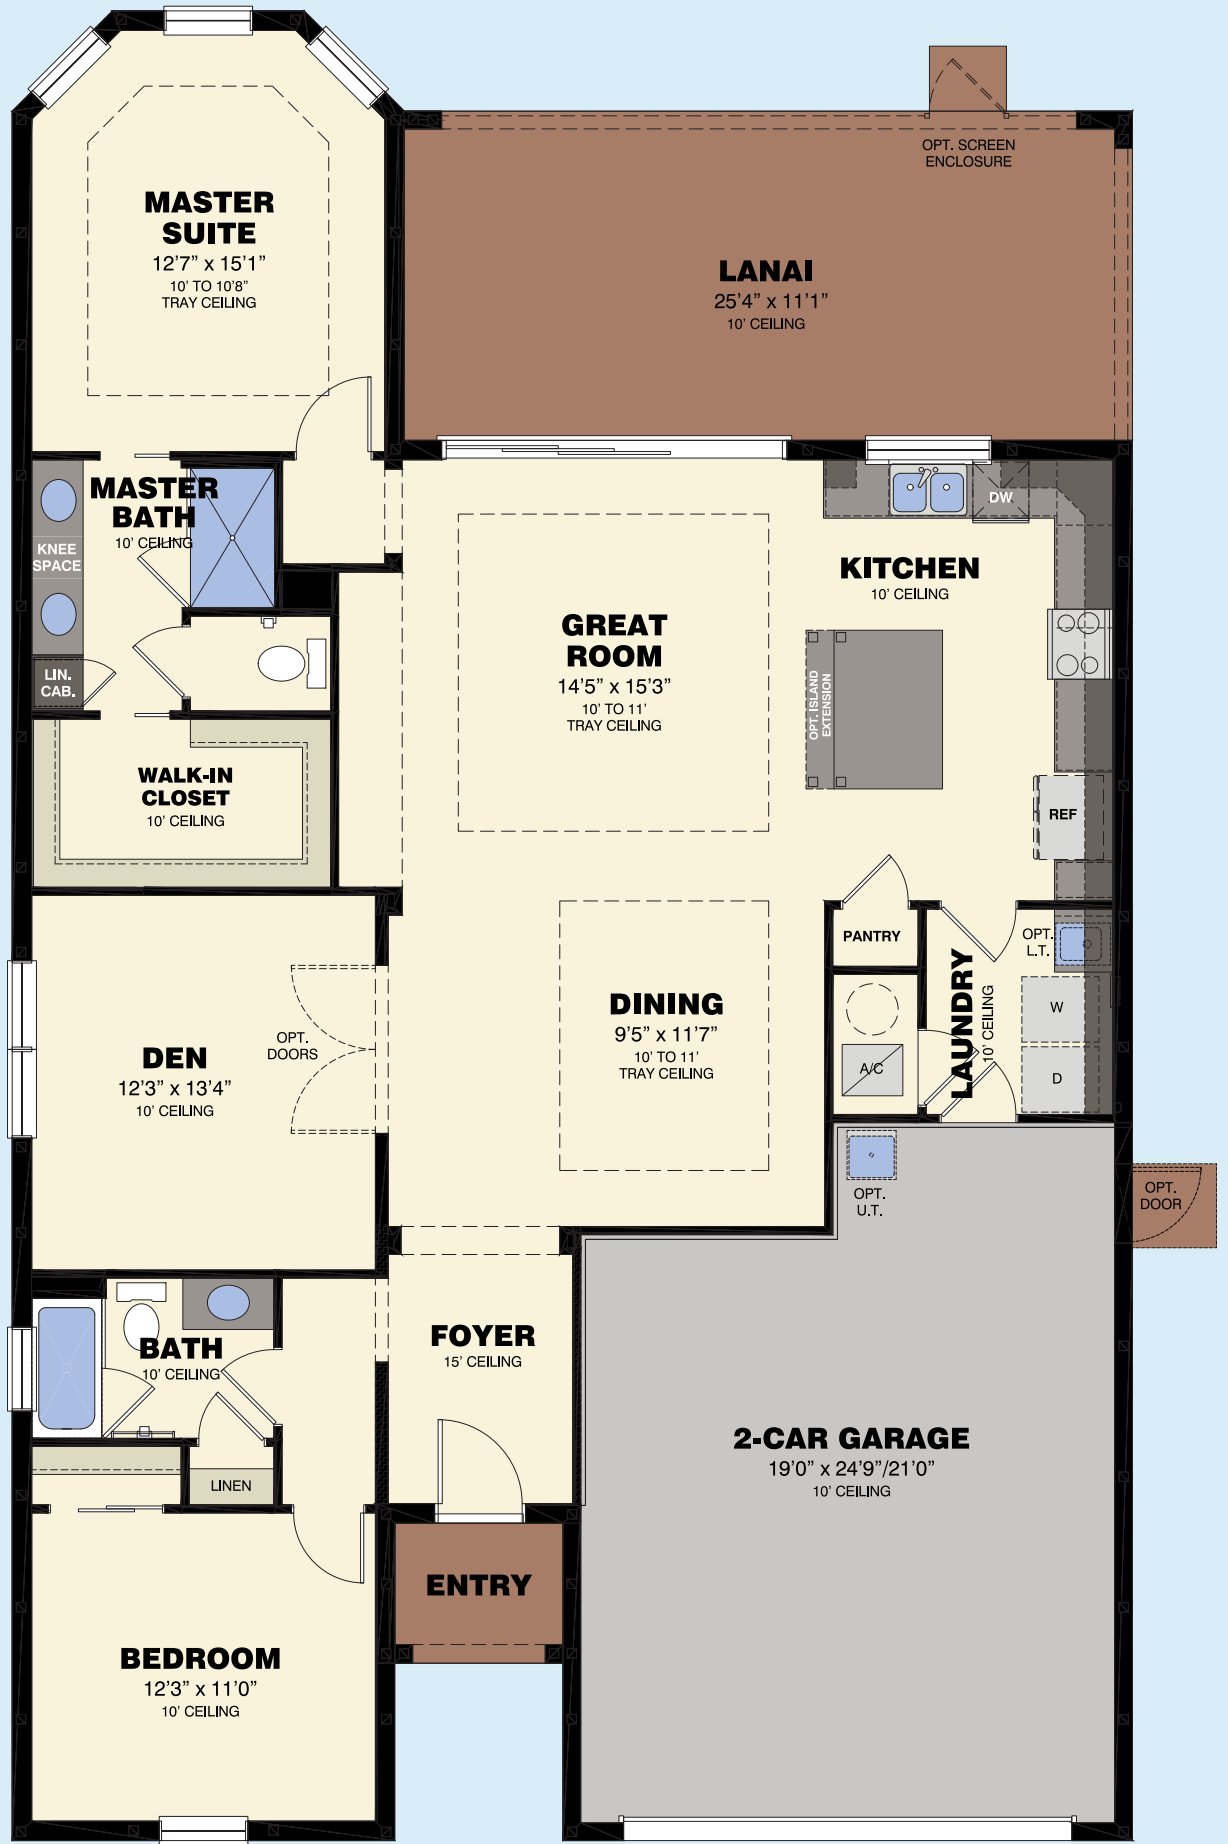 OPT. SCREEN
ENCLOSURE
MASTER
SUITE
12’7” x 15’1”
10’ TO 10’8”
TRAY CEILING
LANAI
25’4” x 11’1”
10’ CEILING
MASTER
BATH
10’ CEILING
KNEE
SPACE
LIN.
CAB.
DW
KITCHEN
10’ CEILING
GREAT
ROOM
14’5” x 15’3”
10’ TO 11’
TRAY CEILING
OPT. ISLAND
EXTENSION
WALK-IN
CLOSET
10’ CEILING
REF
PANTRY
OPT.
L.T.
LAUNDRY
10’ CEILING
W
D
A/C
DINING
9’5” x 11’7”
10’ TO 11’
TRAY CEILING
DEN
12’3” x 13’4”
10’ CEILING
OPT.
DOORS
OPT.
U.T.
OPT.
DOOR
BATH
10’ CEILING
FOYER
15’ CEILING
LINEN
2-CAR GARAGE
19’0” x 24’9”/21’0”
10’ CEILING
ENTRY
BEDROOM
12’3” x 11’0”
10’ CEILING